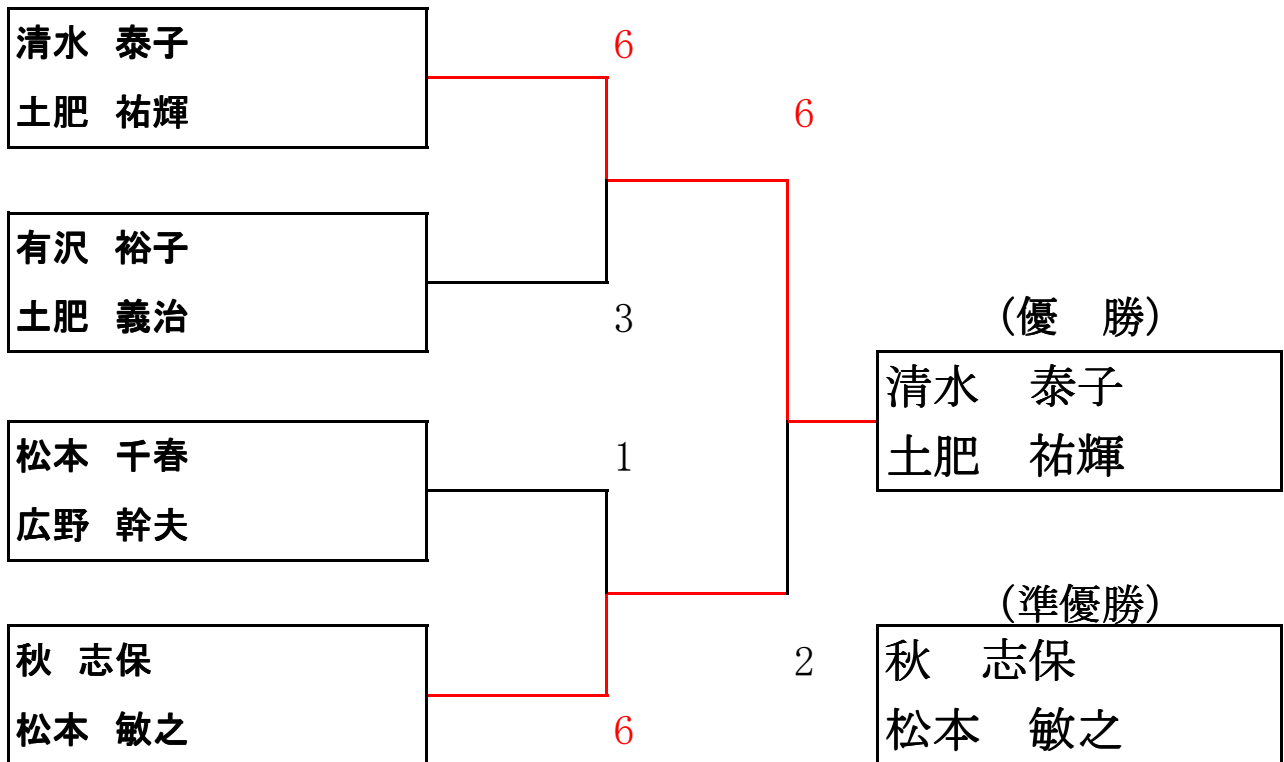 清水 泰子
土肥 祐輝
6
6
有沢 裕子
土肥 義治
3
松本 千春
広野 幹夫
1
秋 志保
松本 敏之
6
2
(優 勝)
清水 泰子
土肥 祐輝
(準優勝)
秋 志保
松本 敏之